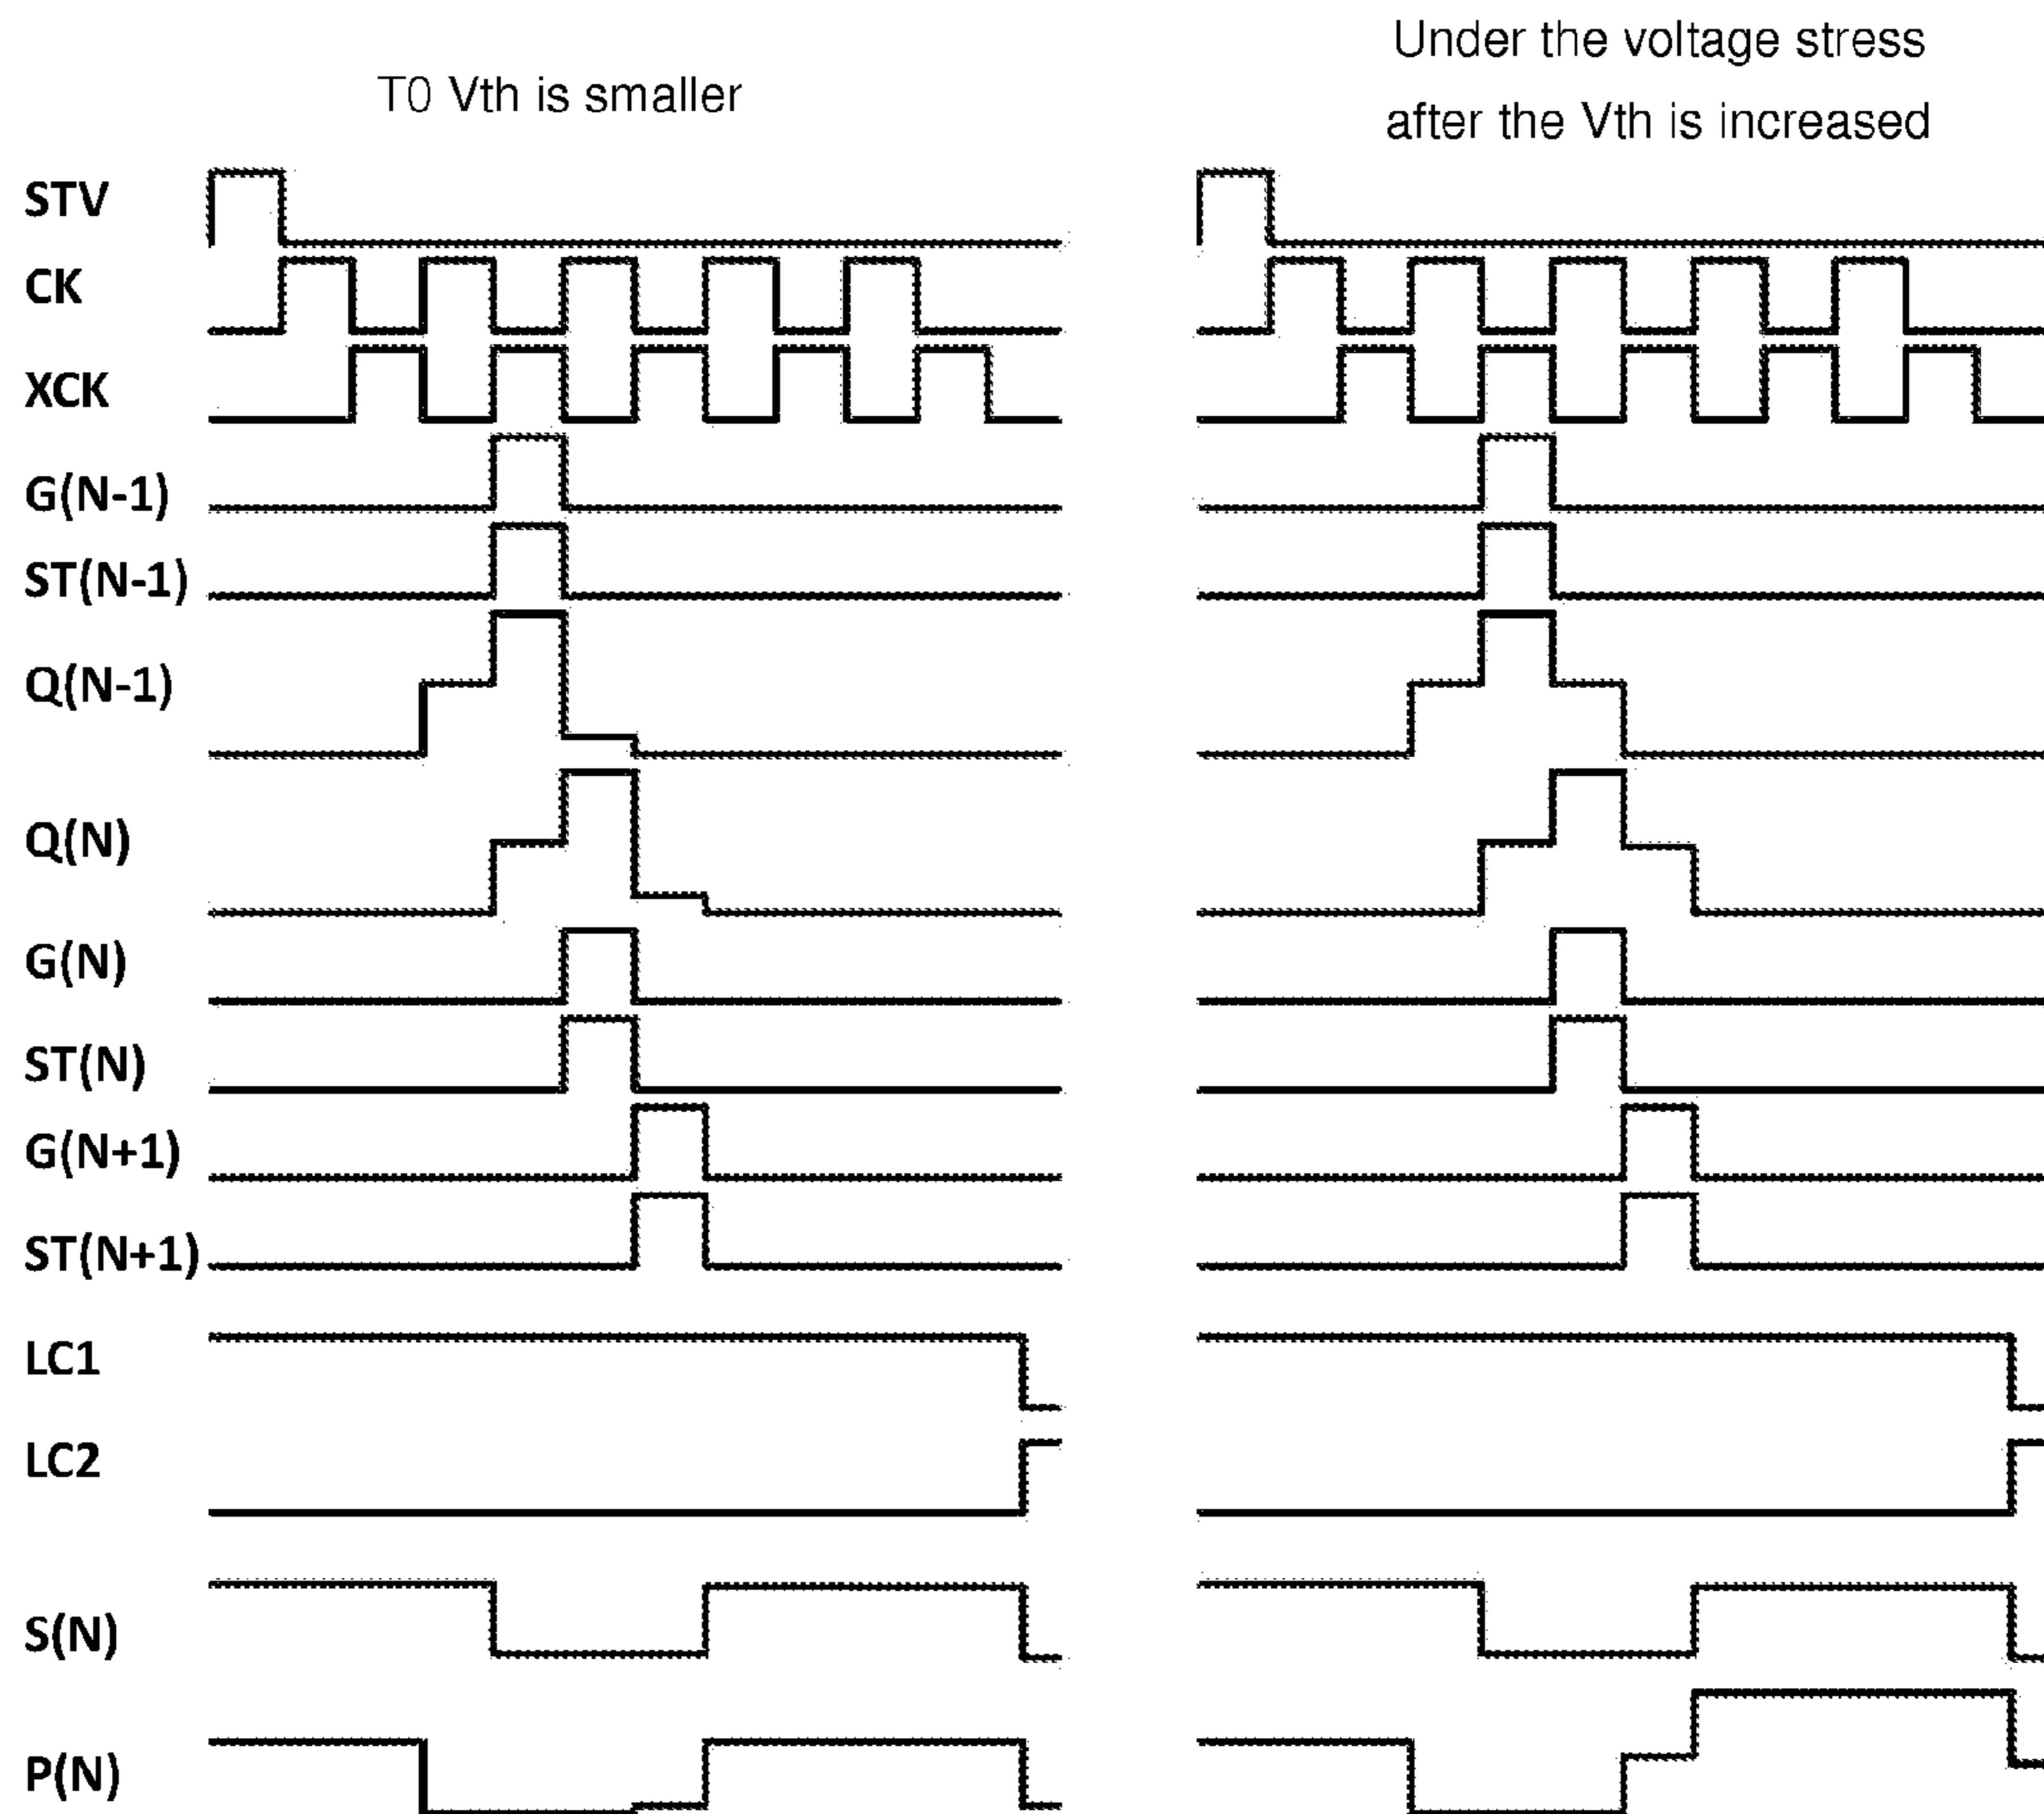 T0 Vth is smaller
Under the voltage stress
after the Vth is increased
STV
CK
XCK
G(N-1)
ST(N-1)
Q(N-1)
Q(N)
G(N)
ST(N)
G(N+1)
ST(N+1)
LC1
LC2
S(N)
P(N)